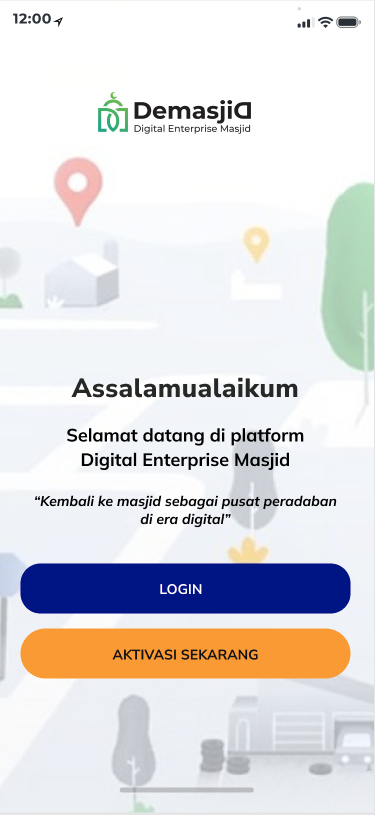 12:00
DemasjiD
Digital Enterprise Masjid
Assalamualaikum
Selamat datang di platform
Digital Enterprise Masjid
“Kembali ke masjid sebagai pusat peradaban
di era digital”
LOGIN
AKTIVASI SEKARANG